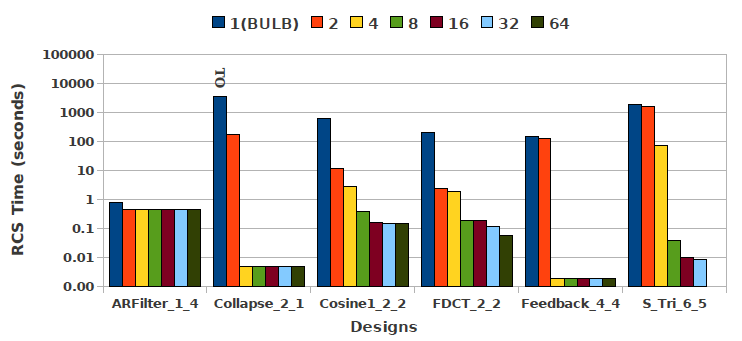 1(BULB) 2 4 8 16 32 64
100000
10000
1000
100
10
1
0.1
0.01
0.00
RCS Time (seconds)
TO
ARFilter_1_4 Collapse_2_1 Cosine1_2_2 FDCT_2_2 Feedback_4_4 S_Tri_6_5
Designs